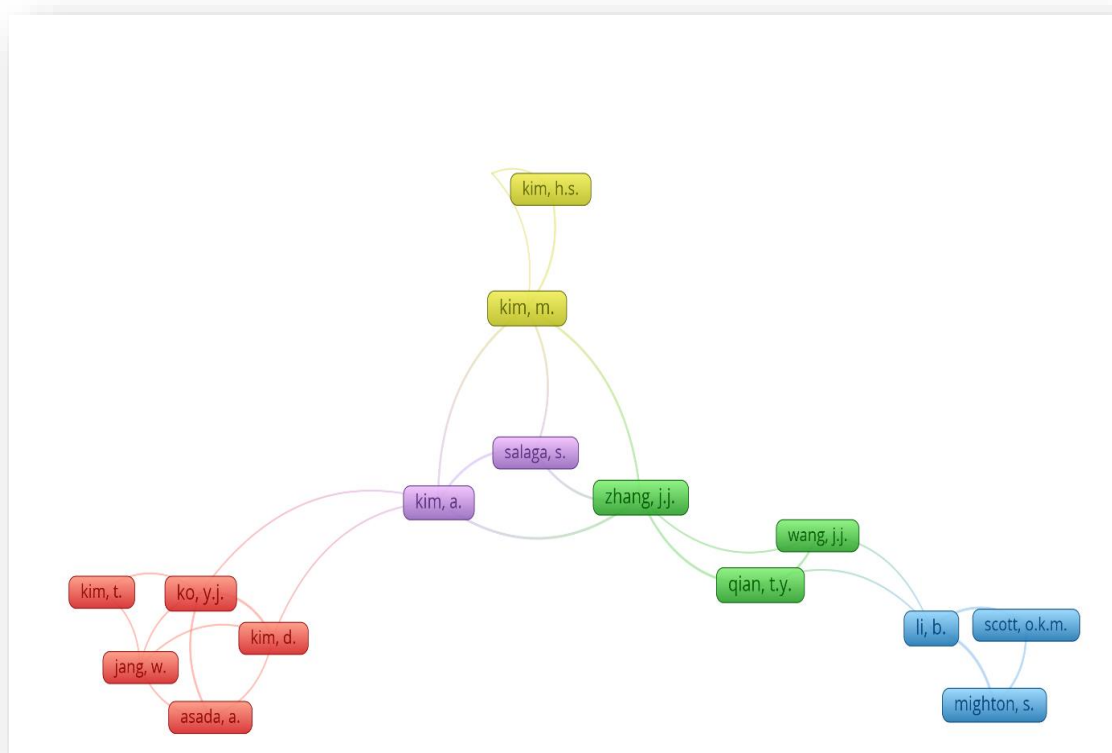 kim, h.s.
kim, m.
salaga, s.
kim, a.
zhang, j.j.
wang, j.j.
qian, t.y.
kim, t.
ko, y.j.
kim, d.
li, b.
scott, o.k.m.
jang, w.
mighton, s.
asada, a.